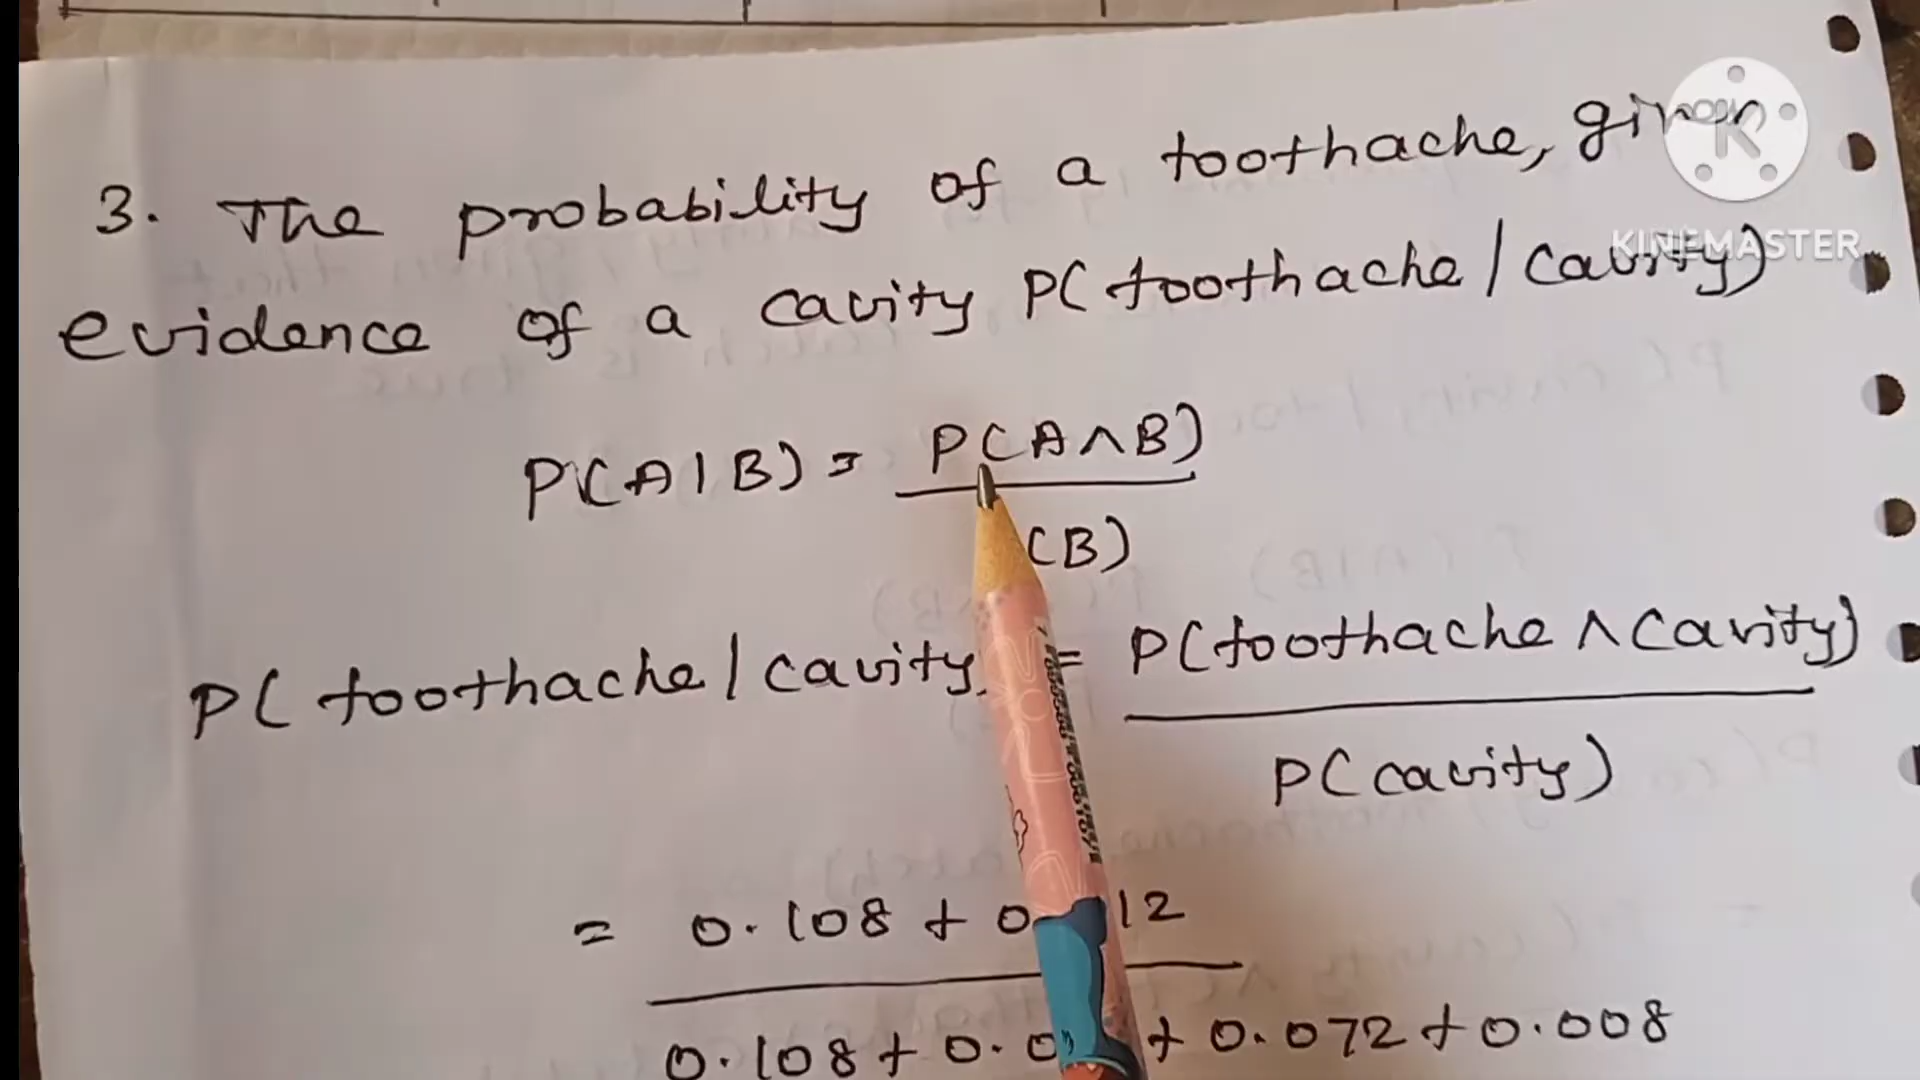 3. The probability of a toothache, given
evidence of a cavity P(toothache / cavity)
P(A|B) = P(A∧B)
(B)
P(toothache / cavity = P(toothache ∧ cavity)
P(cavity)
= 0.108 + 0 12
0.108 + 0.0 + 0.072 + 0.008
KINEMASTER